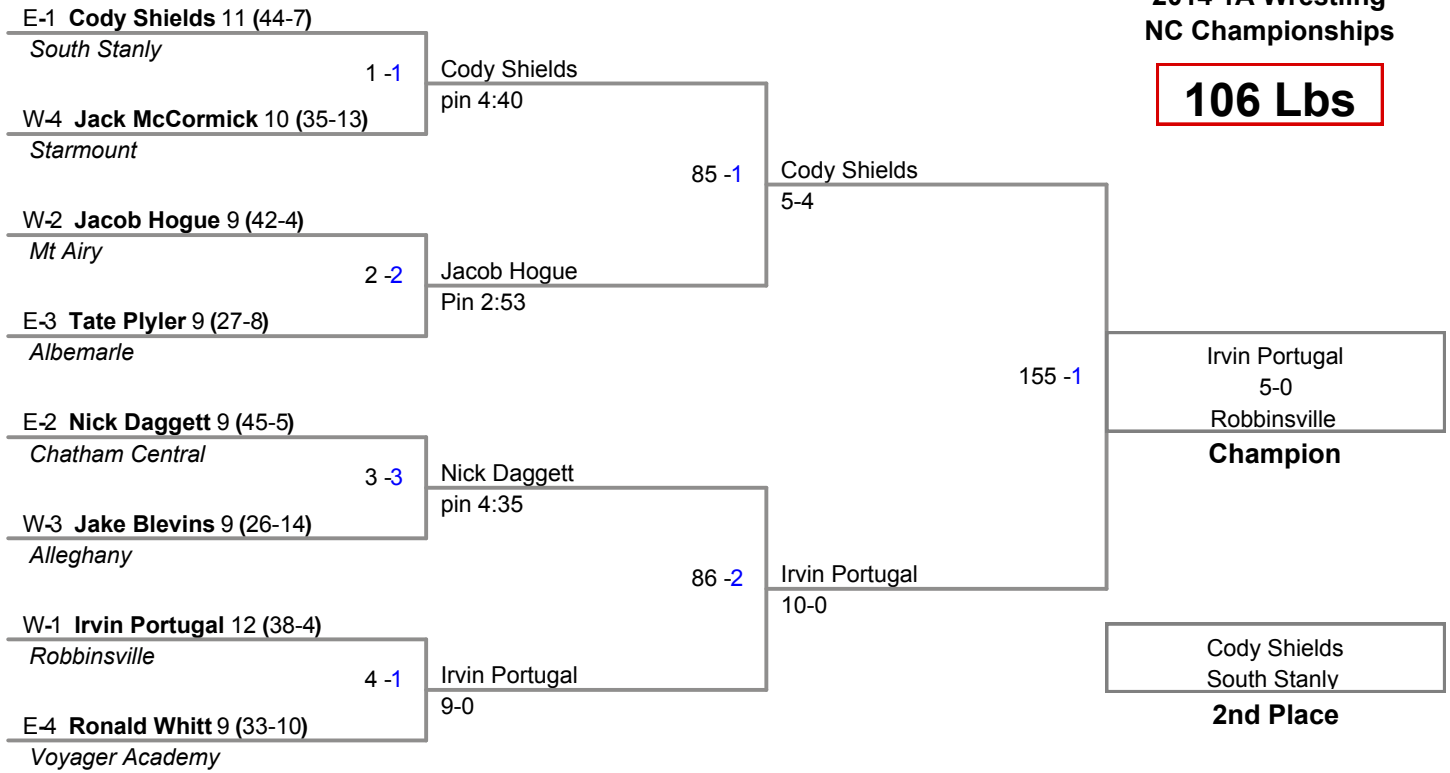 2014 1A Wrestling
NC Championships
106 Lbs
E-1 Cody Shields 11 (44-7)
South Stanly
1 -1
Cody Shields
pin 4:40
W-4 Jack McCormick 10 (35-13)
Starmount
85 -1
Cody Shields
5-4
W-2 Jacob Hogue 9 (42-4)
Mt Airy
2 -2
Jacob Hogue
Pin 2:53
E-3 Tate Plyler 9 (27-8)
Albemarle
155 -1
Irvin Portugal
5-0
Robbinsville
Champion
E-2 Nick Daggett 9 (45-5)
Chatham Central
3 -3
Nick Daggett
pin 4:35
W-3 Jake Blevins 9 (26-14)
Alleghany
86 -2
Irvin Portugal
10-0
W-1 Irvin Portugal 12 (38-4)
Robbinsville
4 -1
Irvin Portugal
9-0
E-4 Ronald Whitt 9 (33-10)
Voyager Academy
Cody Shields
South Stanly
2nd Place